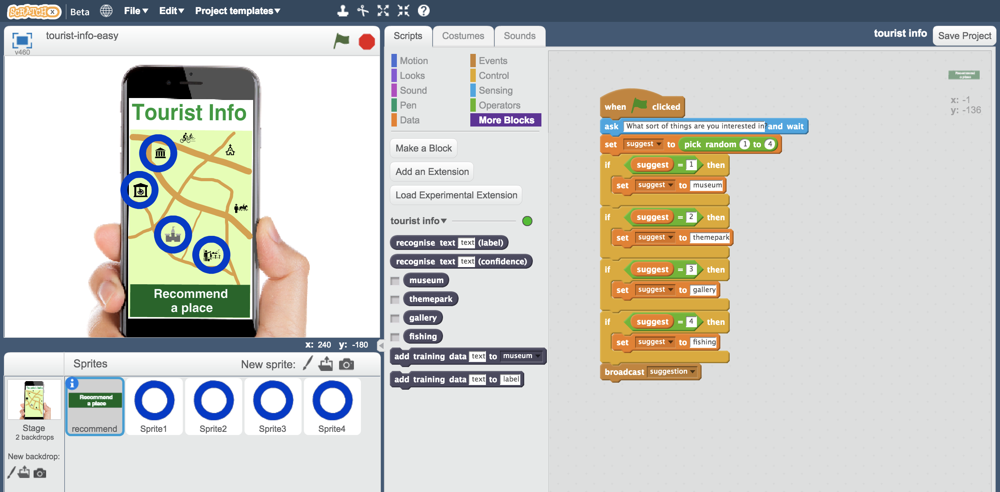 SCRATCHX
Beta
File
Edit
Project templates
tourist-info-easy
v460
Tourist Info
Recommend
a place
x: 240 y: -180
Sprites
New sprite:
Stage
2 backdrops
New backdrop:
Recommend
a place
recommend
Sprite1
Sprite2
Sprite3
Sprite4
Scripts
Costumes
Sounds
tourist info
Save Project
Motion
Looks
Sound
Pen
Data
Events
Control
Sensing
Operators
More Blocks
Make a Block
Add an Extension
Load Experimental Extension
tourist info
recognise text text (label)
recognise text text (confidence)
museum
themepark
gallery
fishing
add training data text to museum
add training data text to label
when clicked
ask What sort of things are you interested in? and wait
set suggest to pick random 1 to 4
if suggest = 1 then
set suggest to museum
if suggest = 2 then
set suggest to themepark
if suggest = 3 then
set suggest to gallery
if suggest = 4 then
set suggest to fishing
broadcast suggestion
Recommend
a place
x: -1
y: -136